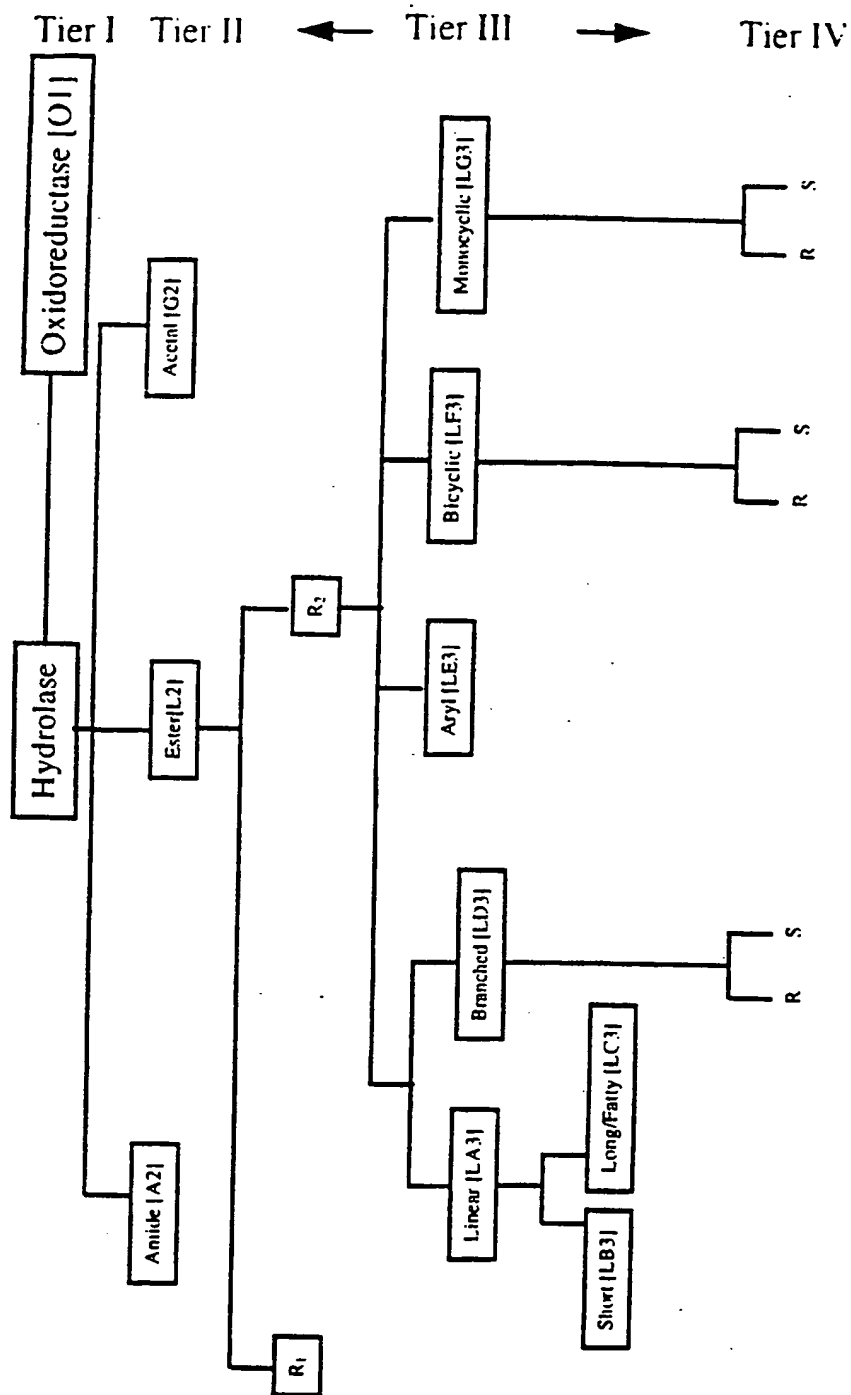 Tier I
Tier II
Tier III
Tier IV
Hydrolase
Oxidoreductase [O1]
Amide [A2]
Ester[L2]
Acetal [G2]
R1
R2
Linear [LA3]
Branched [LD3]
Aryl [LE3]
Bicyclic [LF3]
Monocyclic [LG3]
Short [LB3]
Long/Fatty [LC3]
R
S
R
S
R
S